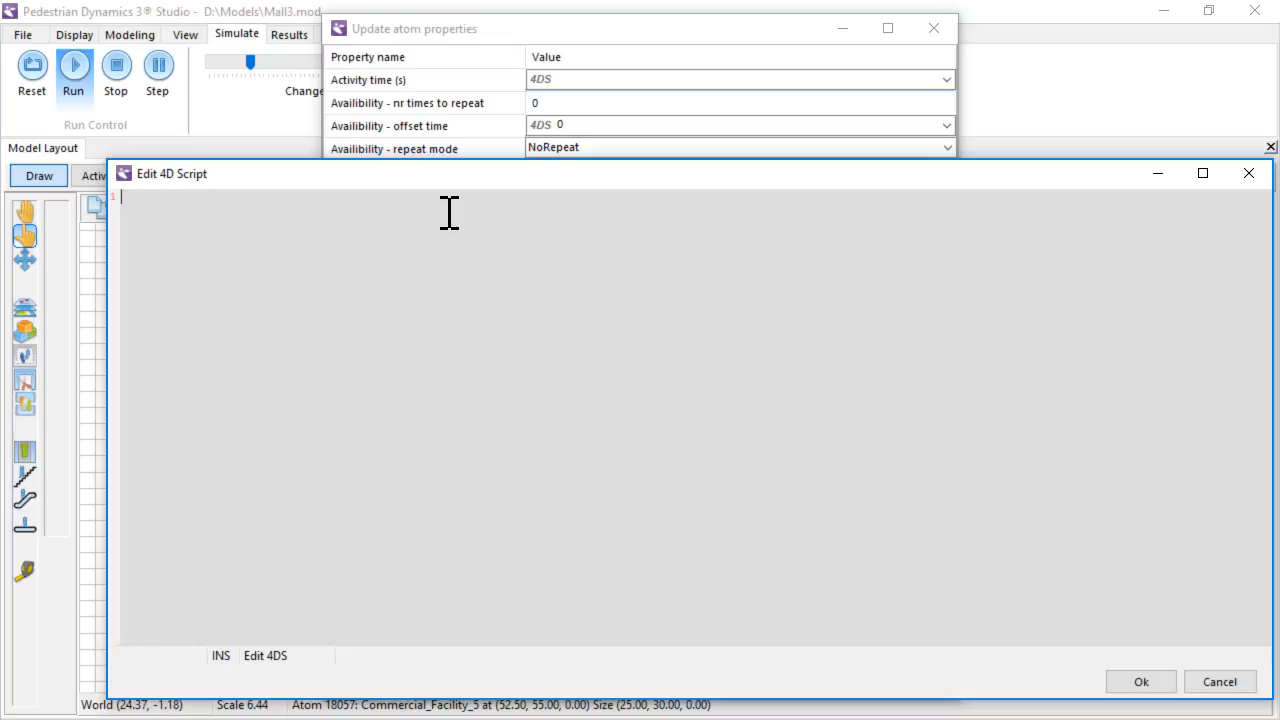 Pedestrian Dynamics 3® Studio - D:\Models\Mall3.mod
Update atom properties
File Display Modeling View Simulate Results
Property name Value
Activity time (s) 4DS
Reset Run Stop Step Change
Availibility - nr times to repeat 0
Run Control
Availibility - offset time 4DS 0
Model Layout
Availibility - repeat mode NoRepeat
Draw
Edit 4D Script
1
INS Edit 4DS
Ok Cancel
World (24.37, -1.18) Scale 6.44 Atom 18057: Commercial_Facility_5 at (52.50, 55.00, 0.00) Size (25.00, 30.00, 0.00)